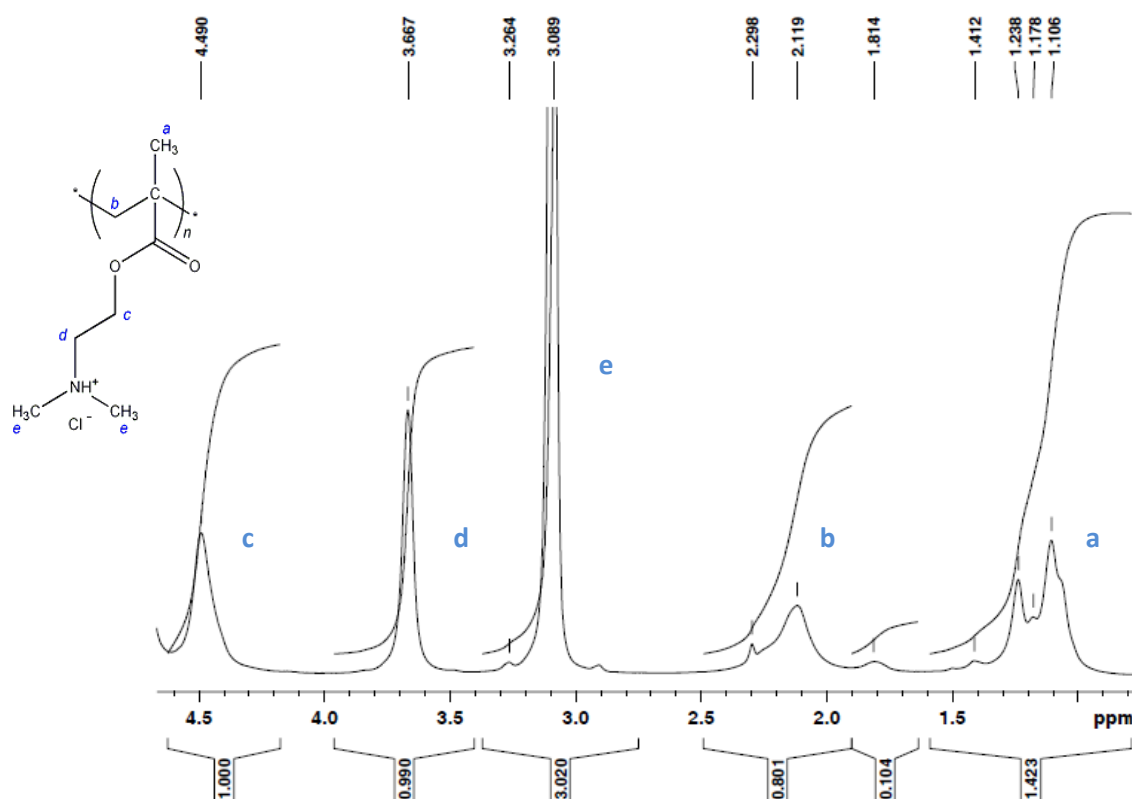 4.490
3.667
3.264
3.089
2.298
2.119
1.814
1.412
1.238
1.178
1.106
a
CH₃
*
b
C
*
n
O
O
c
d
NH⁺
H₃C
CH₃
e
Cl⁻
e
e
c
d
b
a
4.5
4.0
3.5
3.0
2.5
2.0
1.5
ppm
1.000
0.990
3.020
0.801
0.104
1.423